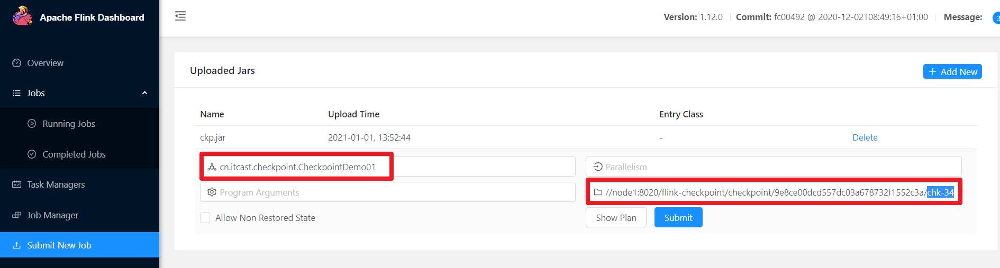 Apache Flink Dashboard
Version: 1.12.0 Commit: fc00492 @ 2020-12-02T08:49:16+01:00 Message: 3
Overview
Jobs
Running Jobs
Completed Jobs
Task Managers
Job Manager
Submit New Job
Uploaded Jars
+ Add New
Name Upload Time Entry Class
ckp.jar 2021-01-01, 13:52:44 - Delete
cn.itcast.checkpoint.CheckpointDemo01 Parallelism
Program Arguments //node1:8020/flink-checkpoint/checkpoint/9e8ce00dcd557dc03a678732f1552c3a/chk-34
Allow Non Restored State Show Plan Submit